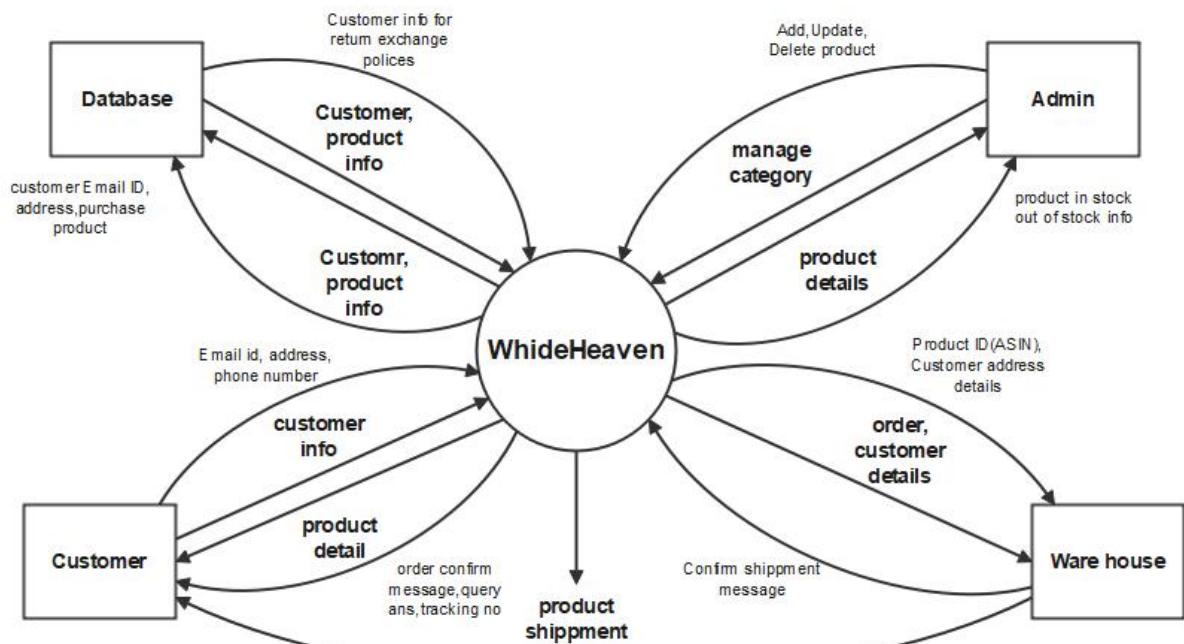 Customer info for
return exchange
polices
Add,Update,
Delete product
Database
Admin
Customer,
product
info
manage
category
customer Email ID,
address,purchase
product
product in stock
out of stock info
Customr,
product
info
product
details
WhideHeaven
Email id, address,
phone number
Product ID(ASIN),
Customer address
details
customer
info
order,
customer
details
product
detail
Customer
Ware house
order confirm
message,query
ans,tracking no
Confirm shippment
message
product
shippment